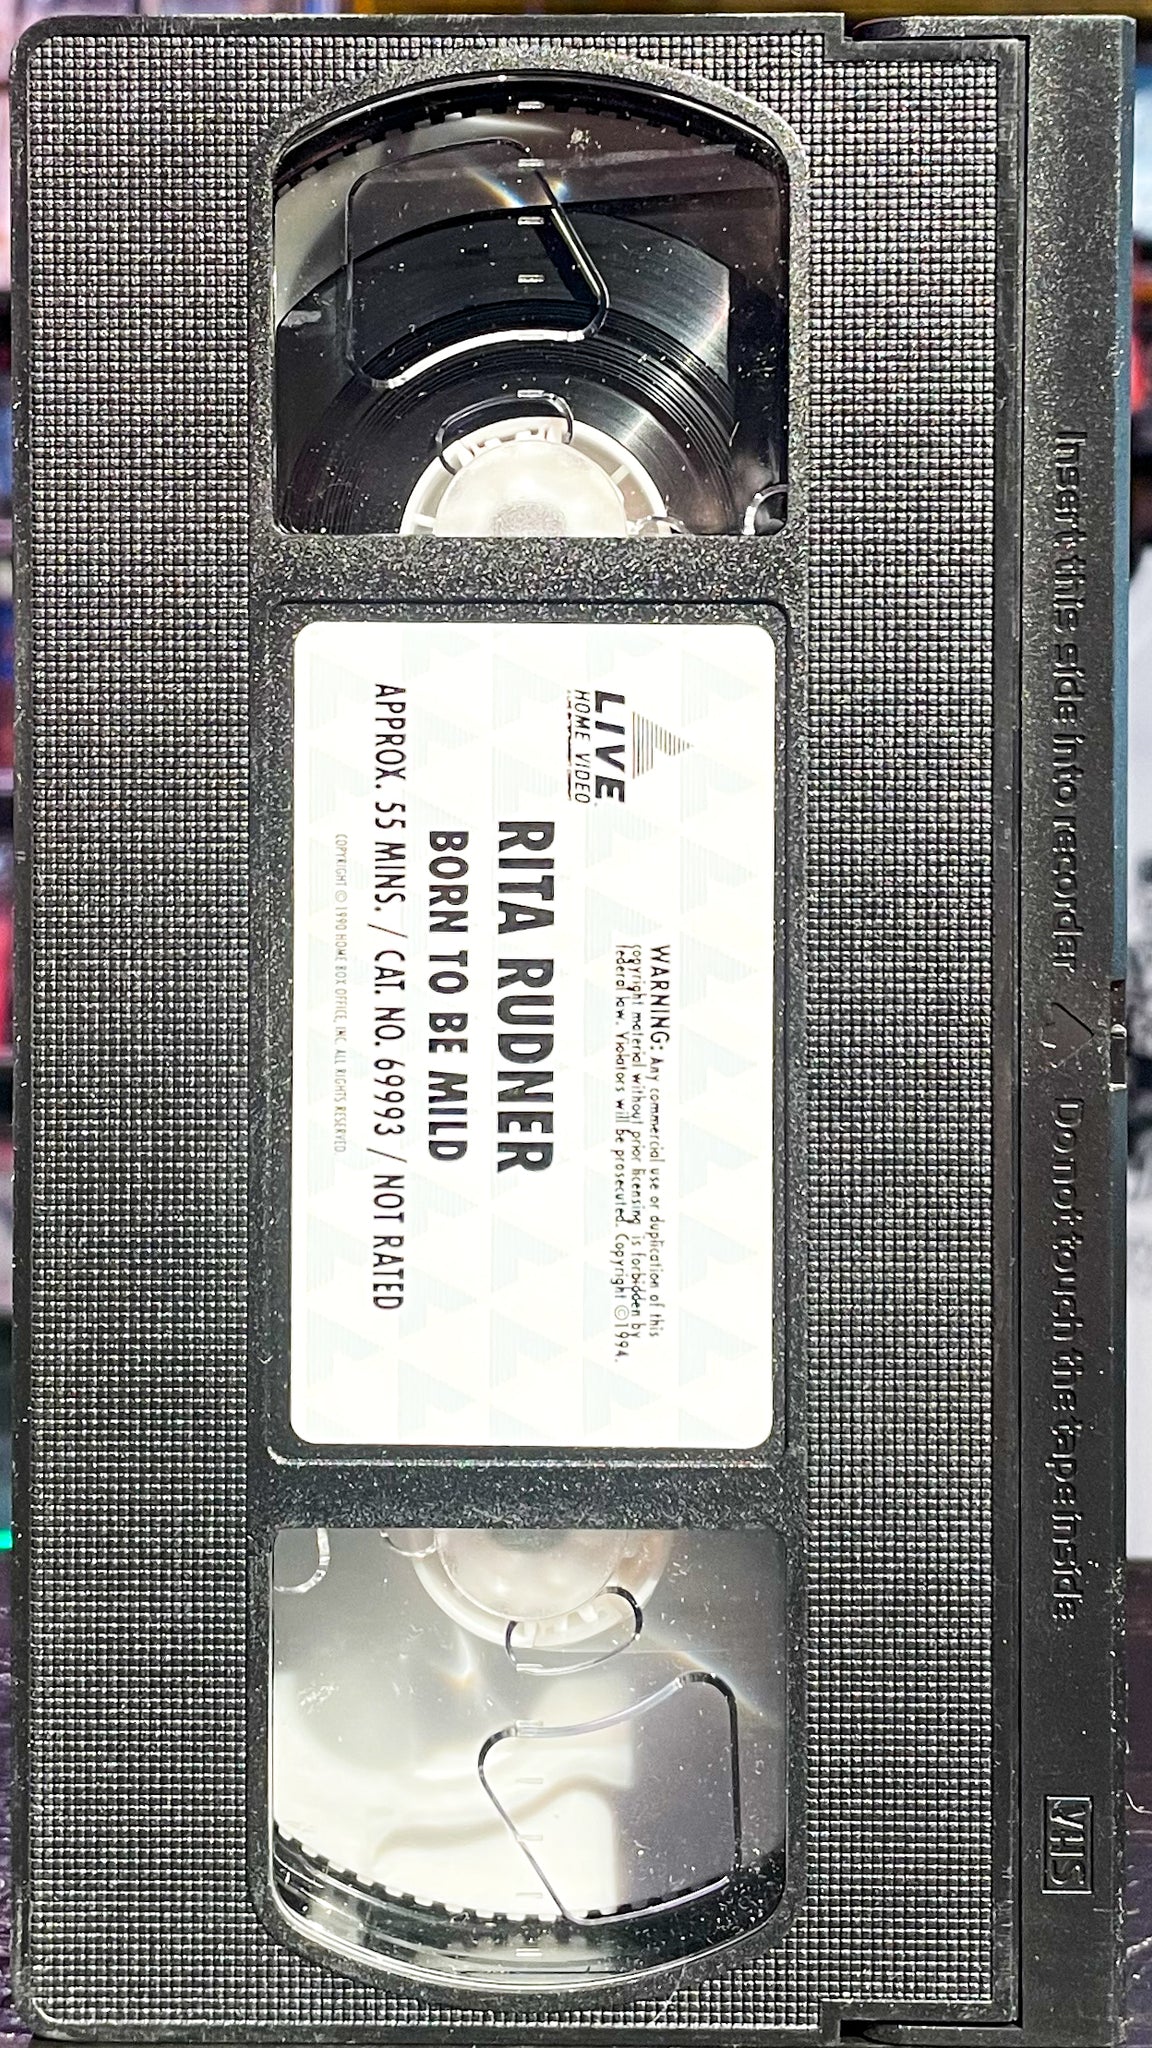 Insert this side into recorder △ Do not touch the tape inside
VHS
LIVE
HOME VIDEO
WARNING: Any commercial use or duplication of this
copyright material without prior licensing is forbidden by
federal law. Violators will be prosecuted. Copyright ©1994.
RITA RUDNER
BORN TO BE MILD
APPROX. 55 MINS. / CAT. NO. 69993 / NOT RATED
COPYRIGHT © 1990 HOME BOX OFFICE, INC. ALL RIGHTS RESERVED.